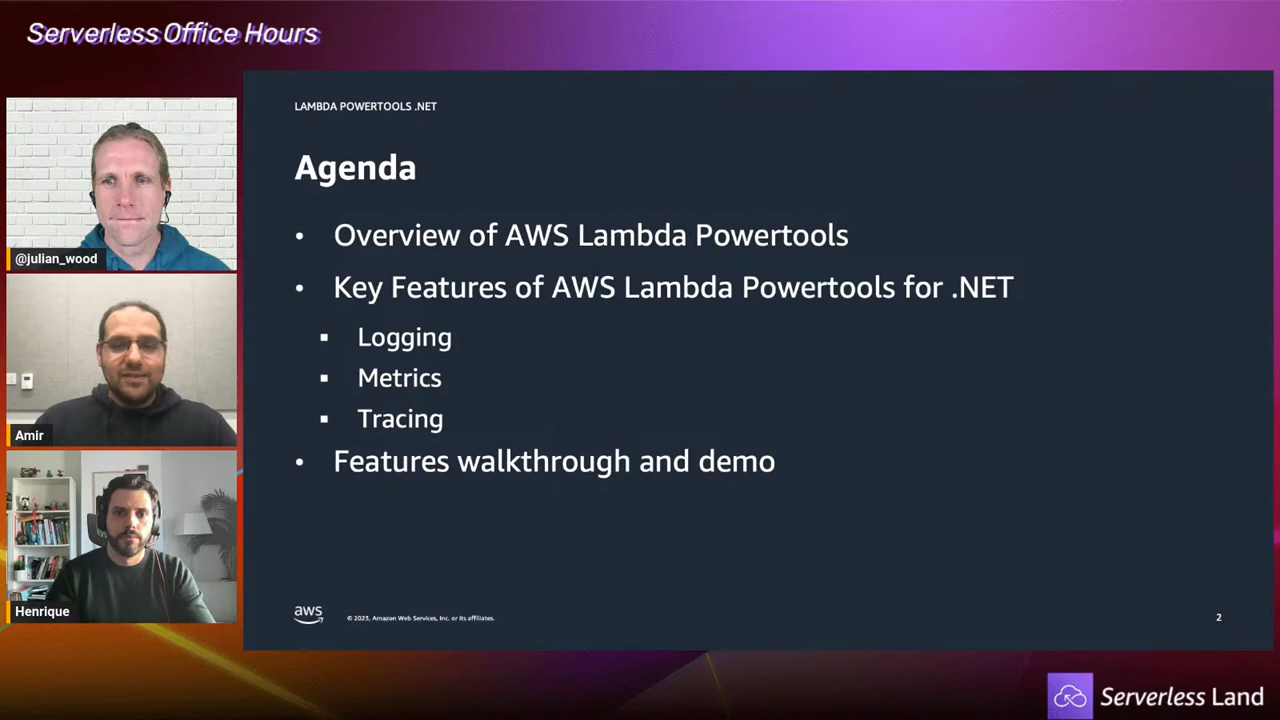 Serverless Office Hours
@julian_wood
Amir
Henrique
LAMBDA POWERTOOLS .NET
Agenda
• Overview of AWS Lambda Powertools
• Key Features of AWS Lambda Powertools for .NET
▪ Logging
▪ Metrics
▪ Tracing
• Features walkthrough and demo
aws
© 2023, Amazon Web Services, Inc. or its affiliates.
2
Serverless Land